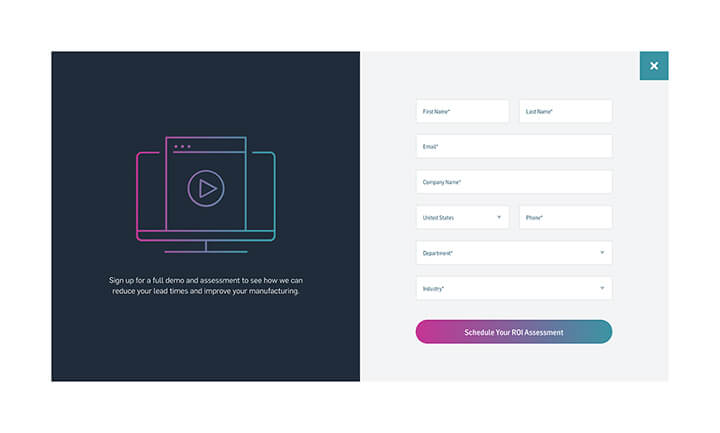 Sign up for a full demo and assessment to see how we can
reduce your lead times and improve your manufacturing.
First Name*
Last Name*
Email*
Company Name*
United States
Phone*
Department*
Industry*
Schedule Your ROI Assessment